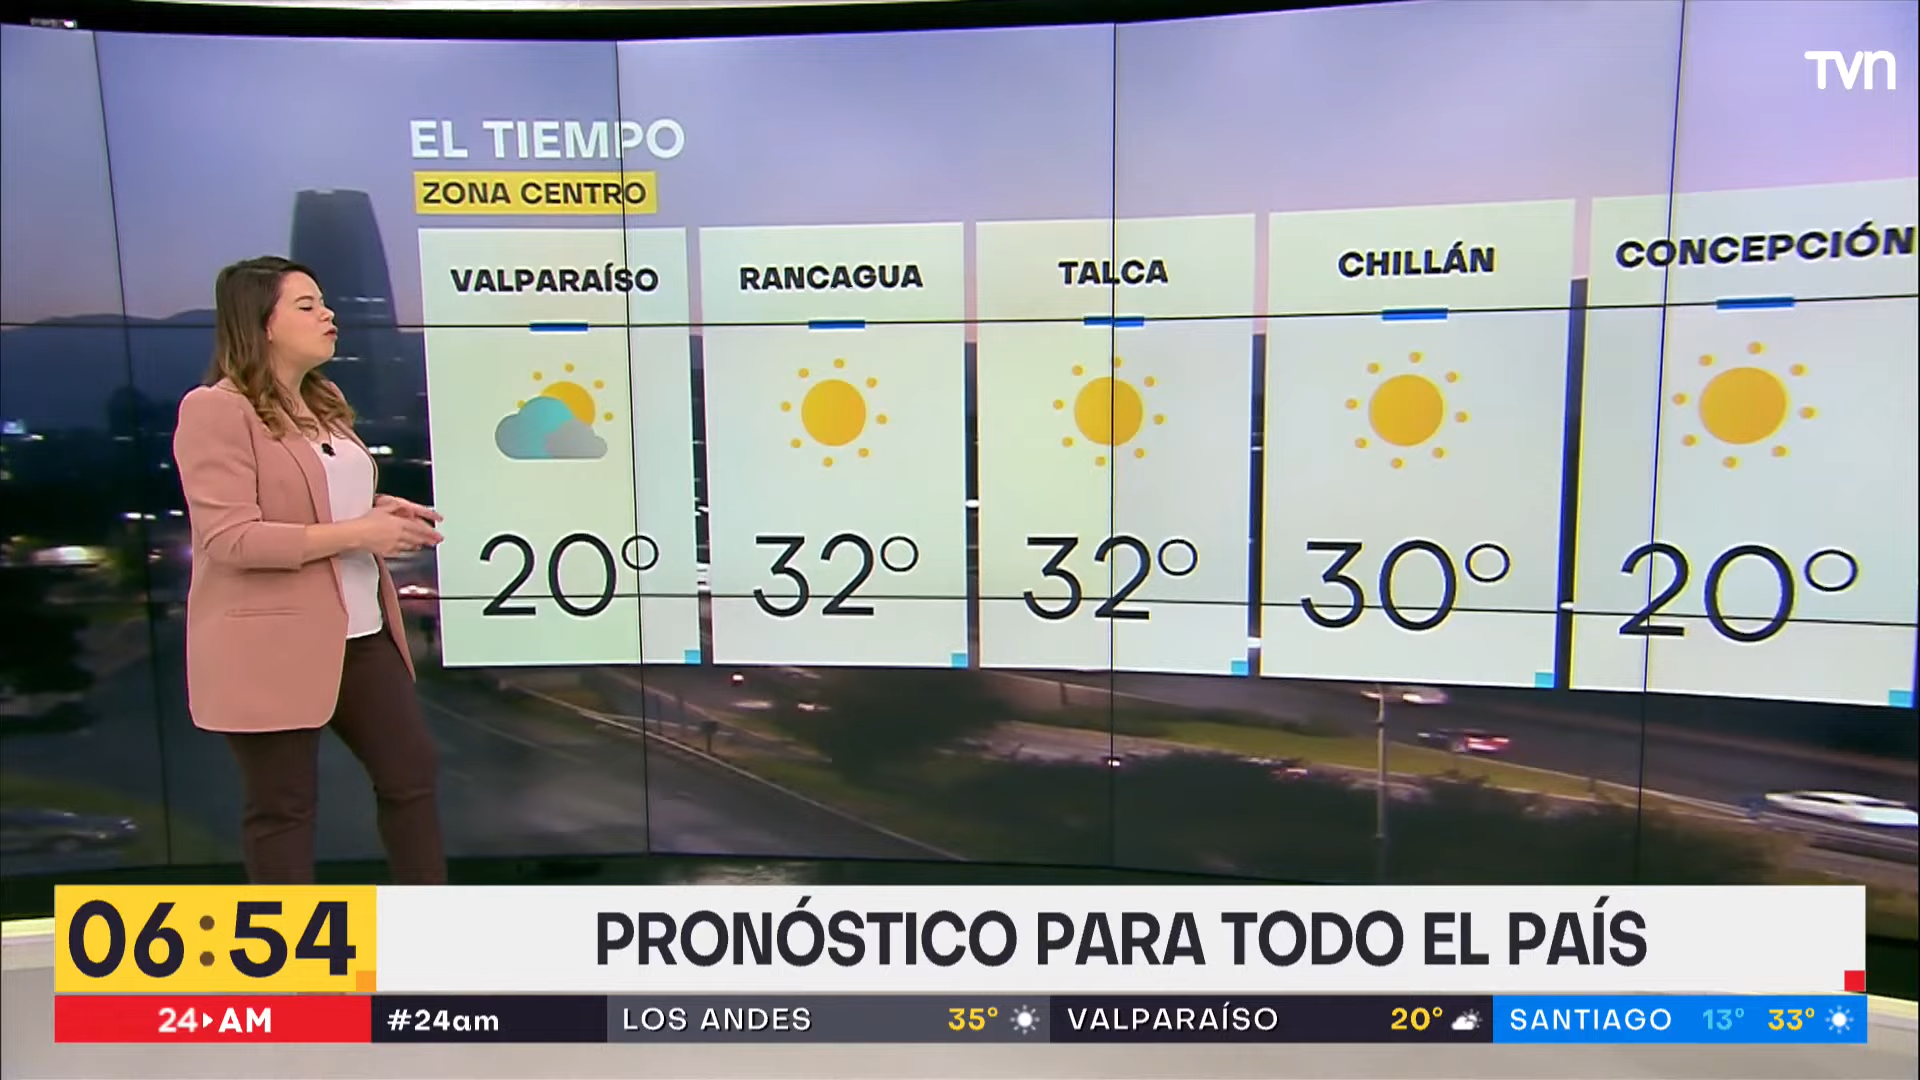 TVN
EL TIEMPO
ZONA CENTRO
VALPARAÍSO
20°
RANCAGUA
32°
TALCA
32°
CHILLÁN
30°
CONCEPCIÓN
20°
06:54
PRONÓSTICO PARA TODO EL PAÍS
24 AM
#24am
LOS ANDES 35°
VALPARAÍSO 20°
SANTIAGO 13° 33°